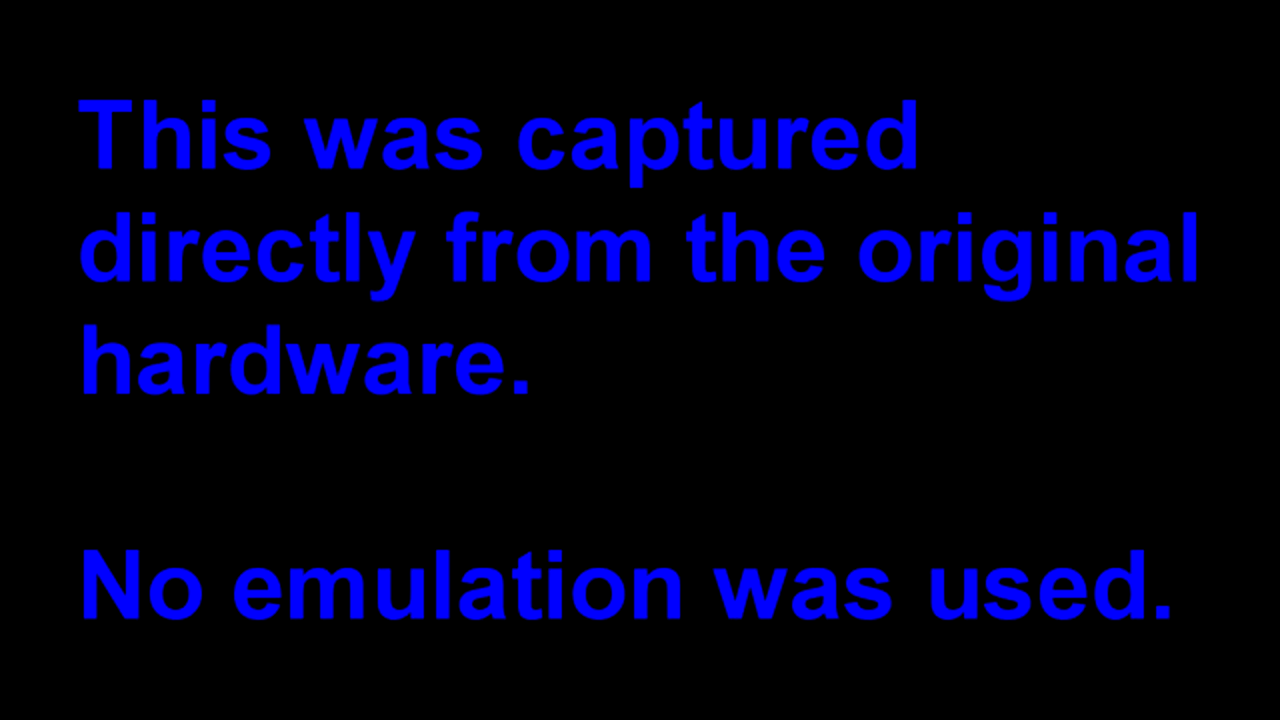 This was captured
directly from the original
hardware.
No emulation was used.